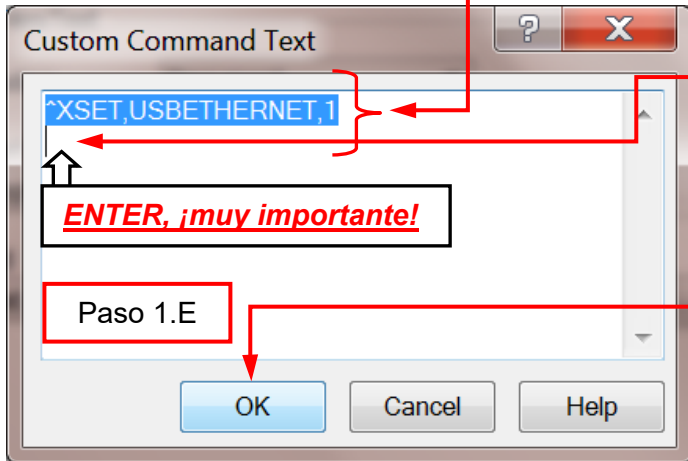 Custom Command Text
^XSET,USBETHERNET,1
ENTER, ¡muy importante!
Paso 1.E
OK
Cancel
Help